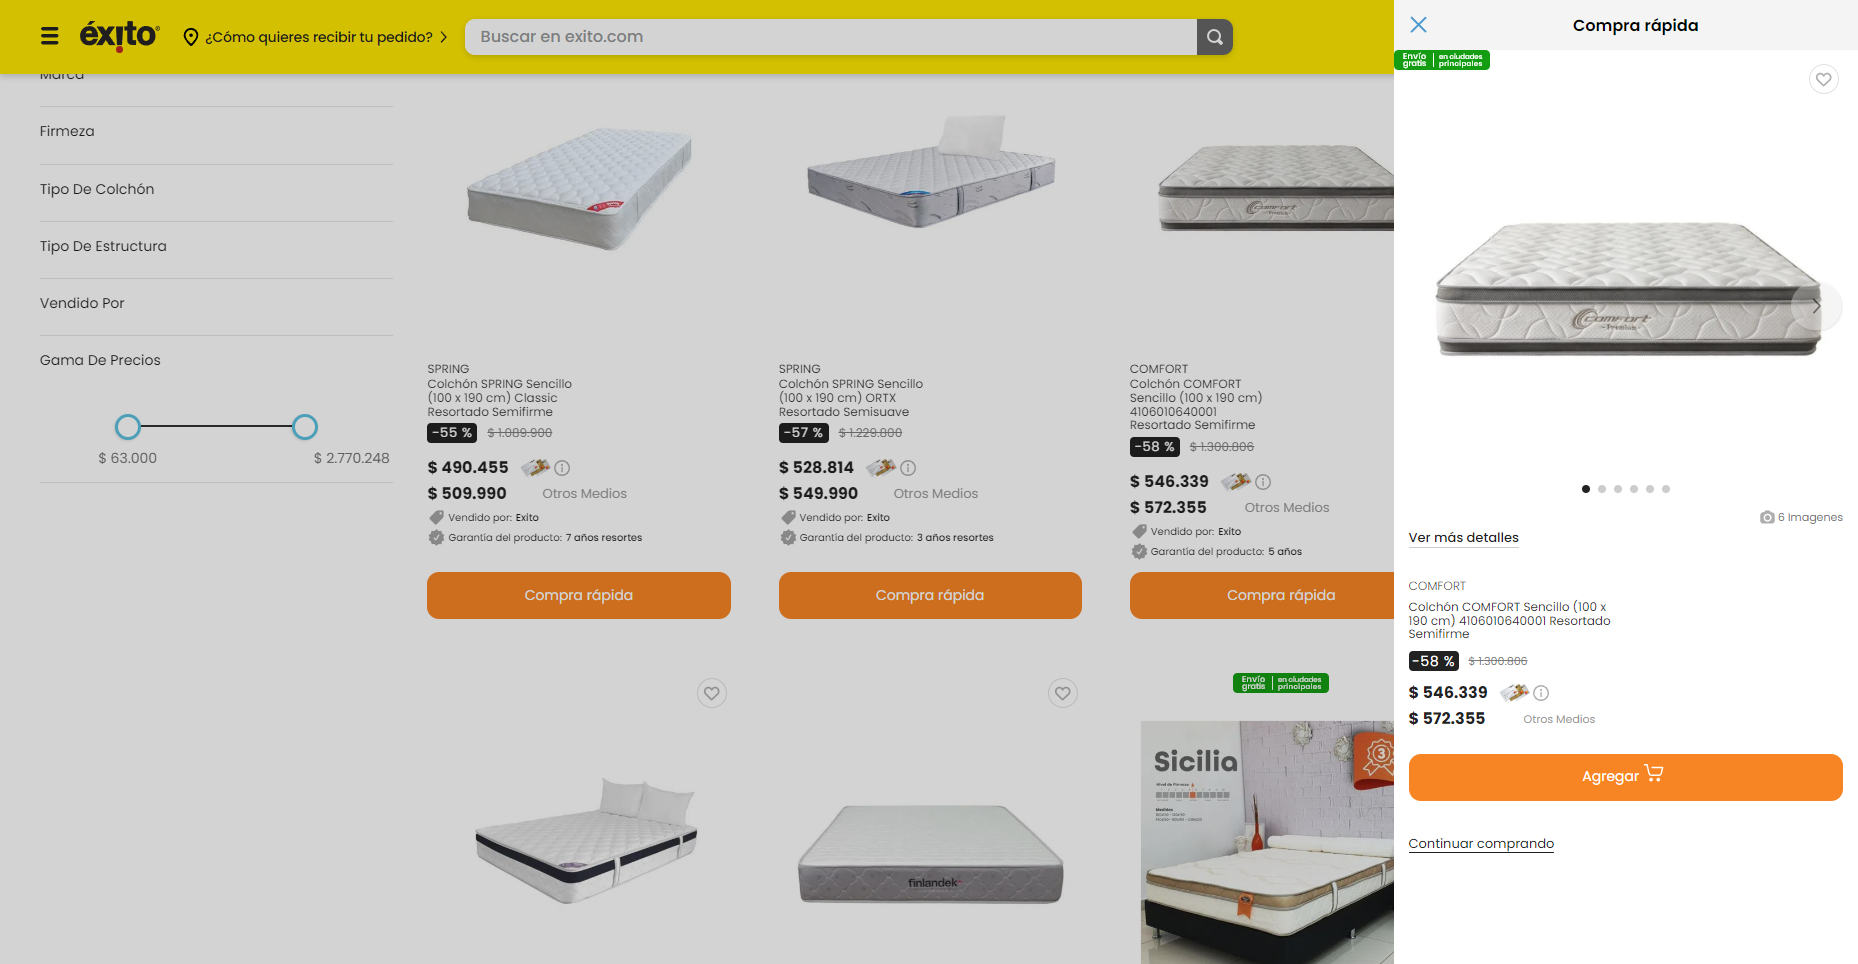 éxito
¿Cómo quieres recibir tu pedido?
Buscar en exito.com
Marca
Firmeza
Tipo De Colchón
Tipo De Estructura
Vendido Por
Gama De Precios
$ 63.000
$ 2.770.248
SPRING
Colchón SPRING Sencillo
(100 x 190 cm) Classic
Resortado Semifirme
-55 % $ 1.089.900
$ 490.455
$ 509.990 Otros Medios
Vendido por: Exito
Garantía del producto: 7 años resortes
Compra rápida
SPRING
Colchón SPRING Sencillo
(100 x 190 cm) ORTX
Resortado Semisuave
-57 % $ 1.229.800
$ 528.814
$ 549.990 Otros Medios
Vendido por: Exito
Garantía del producto: 3 años resortes
Compra rápida
comfort
COMFORT
Colchón COMFORT
Sencillo (100 x 190 cm)
4106010640001
Resortado Semifirme
-58 % $ 1.300.806
$ 546.339
$ 572.355 Otros Medios
Vendido por: Exito
Garantía del producto: 5 años
Compra rápida
finlandek
Envío gratis en ciudades principales
Sicilia
Nivel de Firmeza
3
Compra rápida
Envío gratis en ciudades principales
comfort
Premium
6 Imagenes
Ver más detalles
COMFORT
Colchón COMFORT Sencillo (100 x
190 cm) 4106010640001 Resortado
Semifirme
-58 % $ 1.300.806
$ 546.339
$ 572.355 Otros Medios
Agregar
Continuar comprando